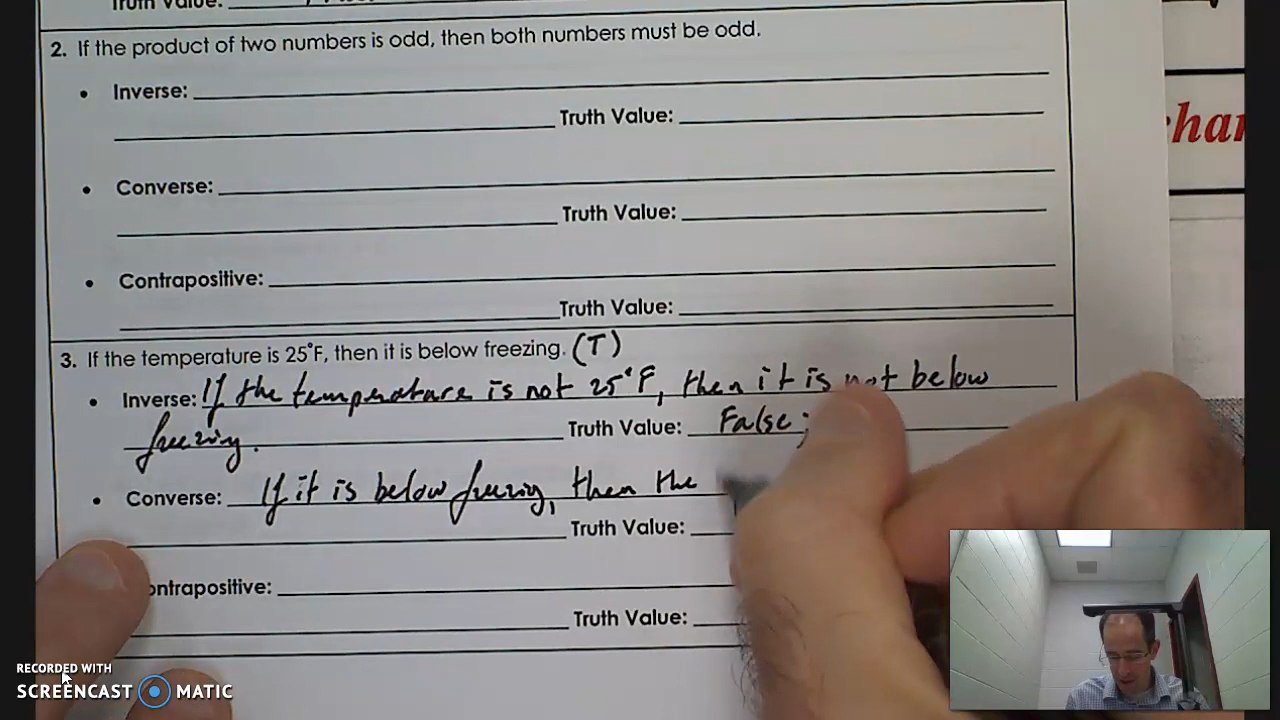 Truth Value:
2. If the product of two numbers is odd, then both numbers must be odd.
• Inverse:
Truth Value:
• Converse:
Truth Value:
• Contrapositive:
Truth Value:
3. If the temperature is 25°F, then it is below freezing. (T)
• Inverse: If the temperature is not 25°F, then it is not below
freezing.
Truth Value: False;
• Converse: If it is below freezing, then the
Truth Value:
ontrapositive:
Truth Value:
RECORDED WITH
SCREENCAST MATIC